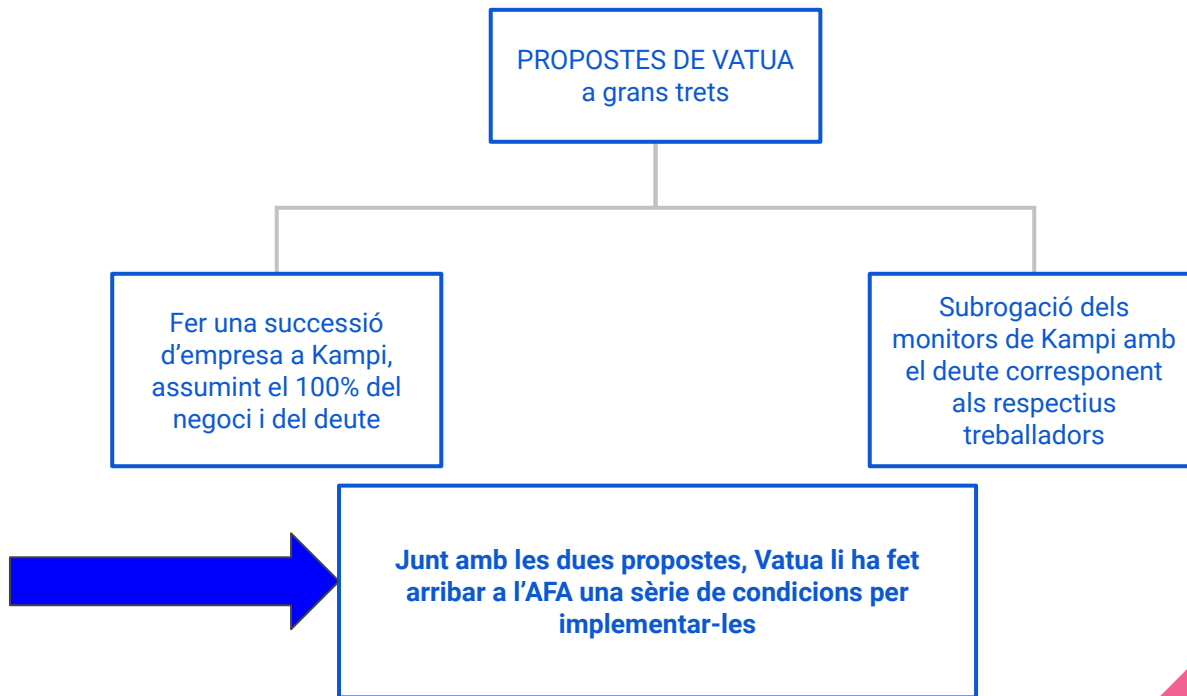 PROPOSTES DE VATUA
a grans trets
Fer una successió
d’empresa a Kampi,
assumint el 100% del
negoci i del deute
Subrogació dels
monitors de Kampi amb
el deute corresponent
als respectius
treballadors
Junt amb les dues propostes, Vatua li ha fet
arribar a l’AFA una sèrie de condicions per
implementar-les